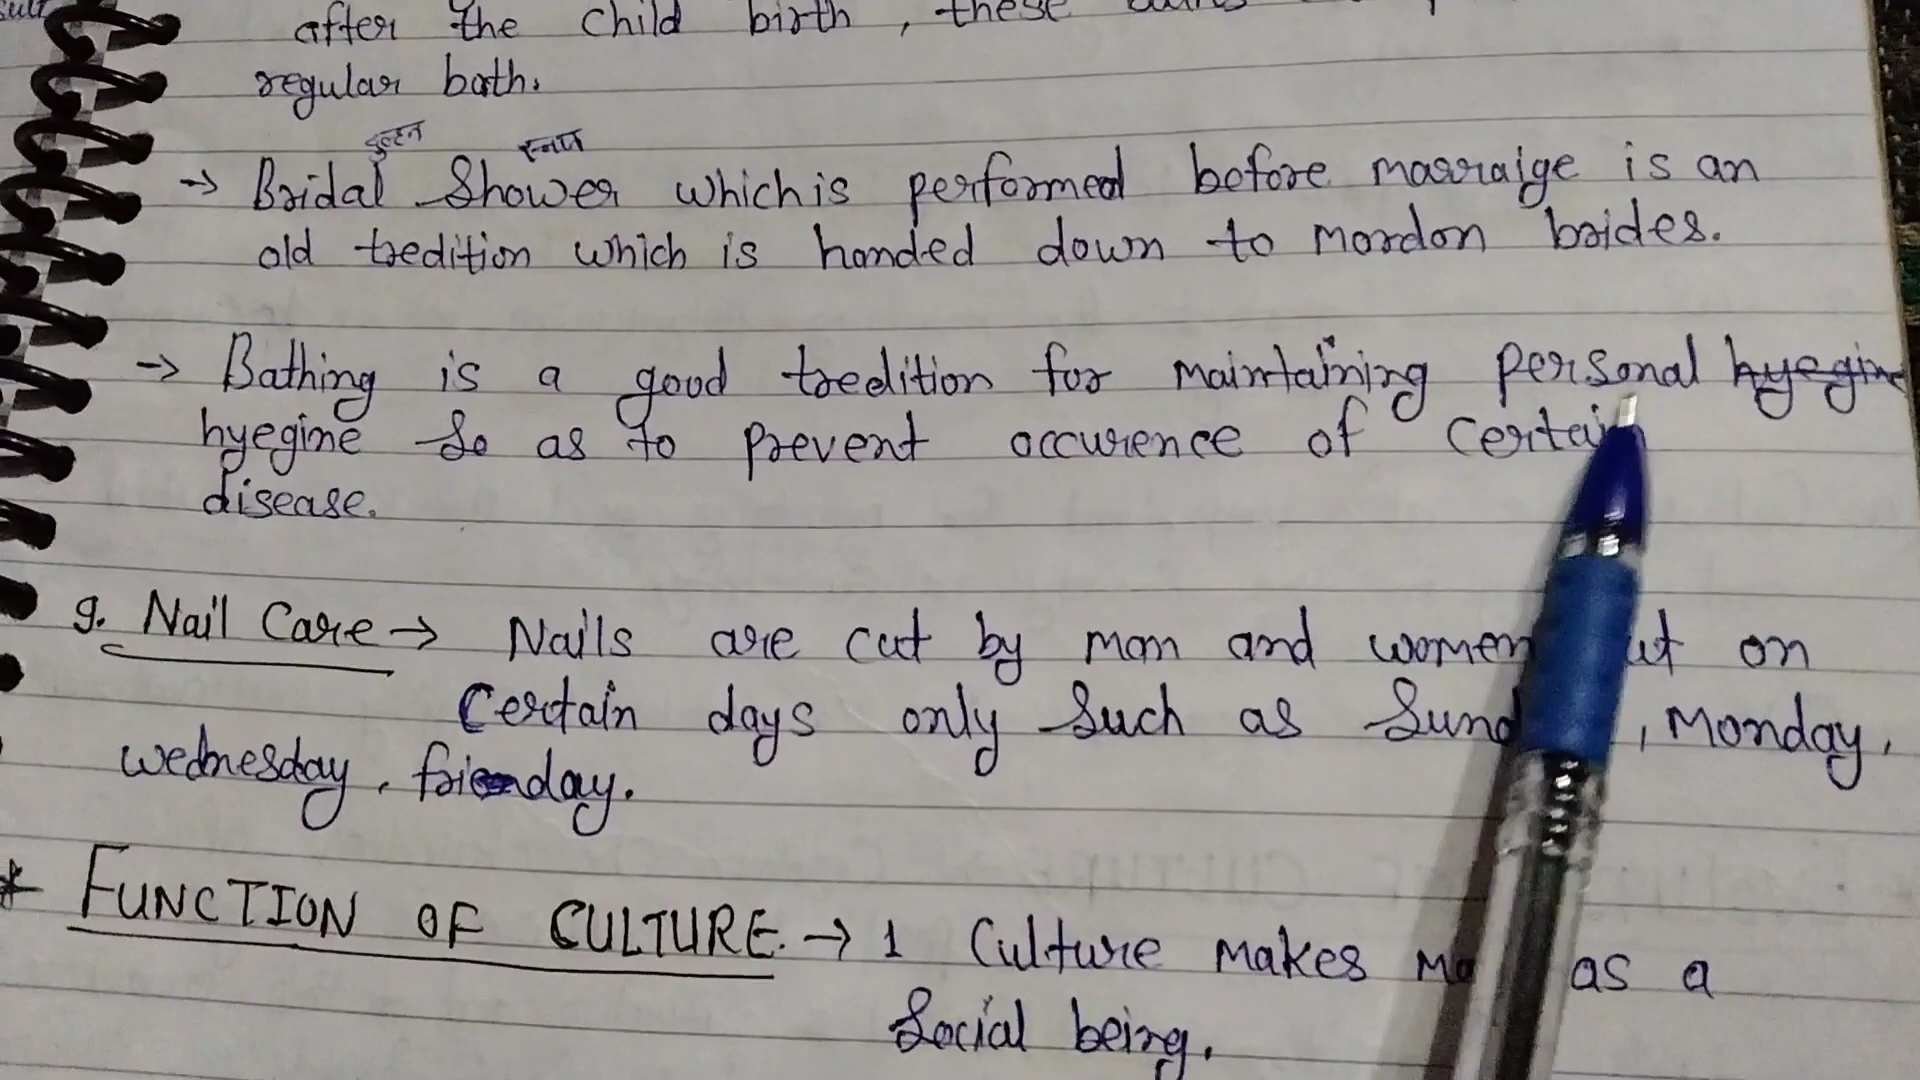 after the child birth, these
regular bath.
दुल्हन स्नान
→ Bridal Shower which is performed before marraige is an
old tredition which is handed down to mordon brides.
→ Bathing is a good tredition for maintaining personal hyegine
hyegine so as to prevent occurence of certain
disease.
9. Nail Care → Nails are cut by man and women on
Certain days only such as , Monday,
wednesday, friday.
* FUNCTION OF CULTURE. → 1 Culture makes as a
Social being.